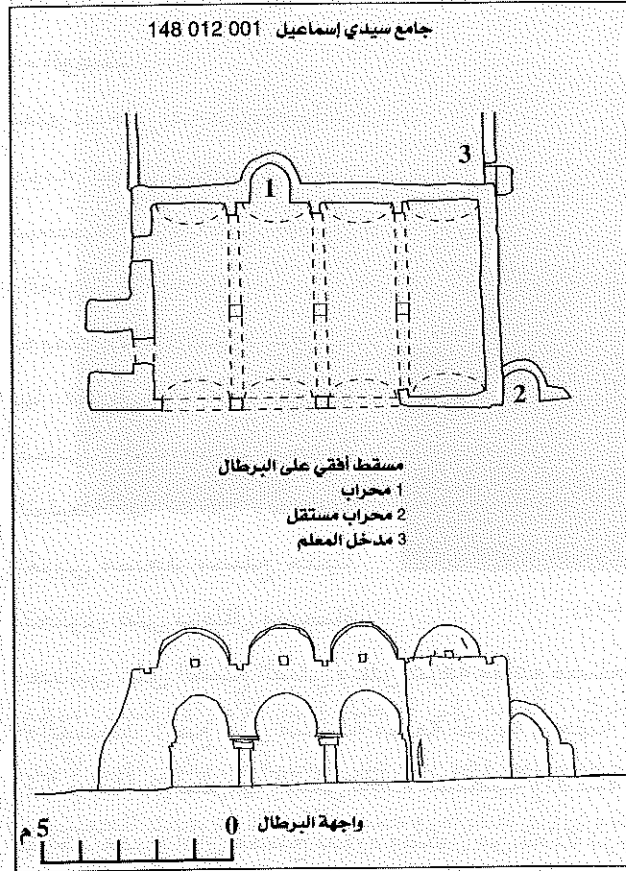 جامع سيدي إسماعيل 001 012 148
3
1
2
مسقط أفقي على البرطال
1 محراب
2 محراب مستقل
3 مدخل المعلم
واجهة البرطال
0
5 م